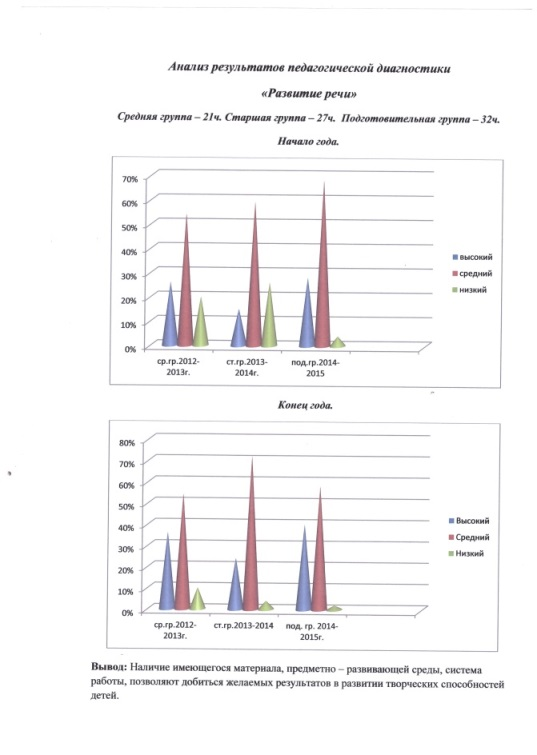 Анализ результатов педагогической диагностики
«Развитие речи»
Средняя группа – 21ч. Старшая группа – 27ч. Подготовительная группа – 32ч.
Начало года.
70%
60%
50%
40%
30%
20%
10%
0%
ср.гр.2012-
2013г.
ст.гр.2013-
2014г.
под.гр.2014-
2015
высокий
средний
низкий
Конец года.
80%
70%
60%
50%
40%
30%
20%
10%
0%
ср.гр.2012-
2013г.
ст.гр.2013-2014
под. гр. 2014-
2015г.
Высокий
Средний
Низкий
Вывод: Наличие имеющегося материала, предметно – развивающей среды, система
работы, позволяют добиться желаемых результатов в развитии творческих способностей
детей.